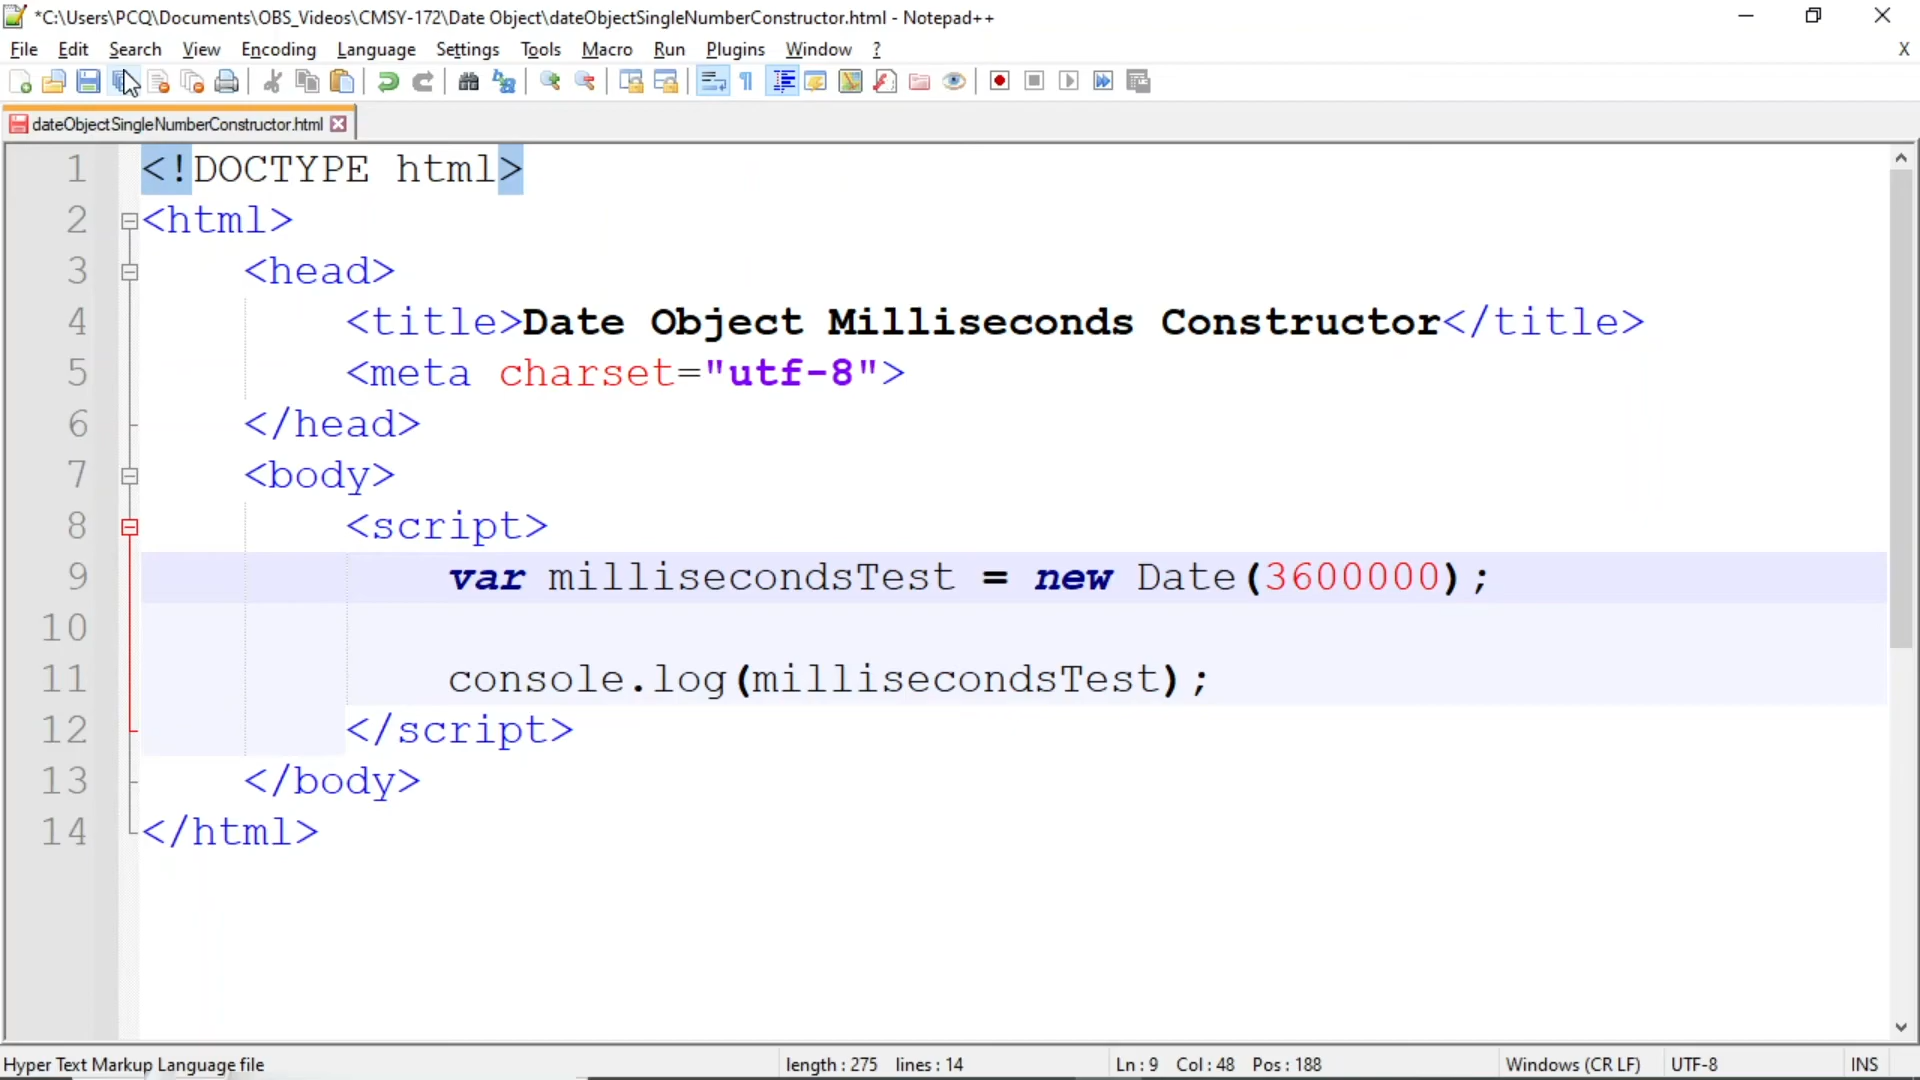 *C:\Users\PCQ\Documents\OBS_Videos\CMSY-172\Date Object\dateObjectSingleNumberConstructor.html - Notepad++
File Edit Search View Encoding Language Settings Tools Macro Run Plugins Window ? X
dateObjectSingleNumberConstructor.html
1 <!DOCTYPE html>
2 <html>
3 <head>
4 <title>Date Object Milliseconds Constructor</title>
5 <meta charset="utf-8">
6 </head>
7 <body>
8 <script>
9 var millisecondsTest = new Date(3600000);
10
11 console.log(millisecondsTest);
12 </script>
13 </body>
14 </html>
Hyper Text Markup Language file length : 275 lines : 14 Ln : 9 Col : 48 Pos : 188 Windows (CR LF) UTF-8 INS